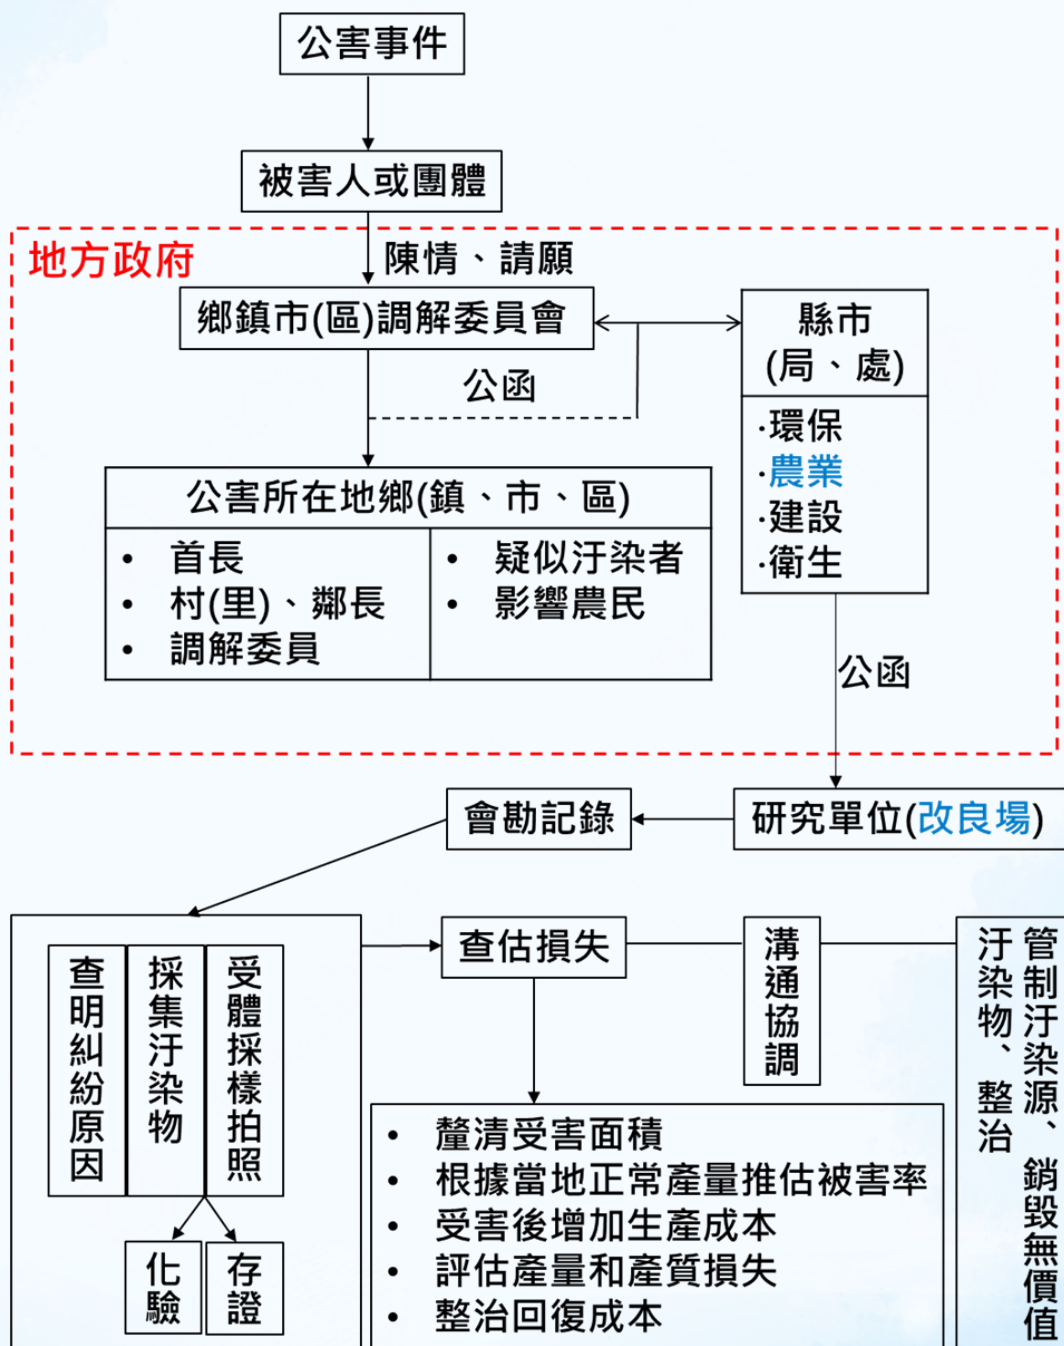 公害事件
被害人或團體
地方政府
陳情、請願
鄉鎮市(區)調解委員會
縣市
(局、處)
·環保
·農業
·建設
·衛生
公函
公害所在地鄉(鎮、市、區)
• 首長
• 村(里)、鄰長
• 調解委員
• 疑似汙染者
• 影響農民
公函
研究單位(改良場)
會勘記錄
查明糾紛原因
採集汙染物
受體採樣拍照
化驗
存證
查估損失
溝通協調
管制汙染源、銷毀無價值
汙染物、整治
• 釐清受害面積
• 根據當地正常產量推估被害率
• 受害後增加生產成本
• 評估產量和產質損失
• 整治回復成本